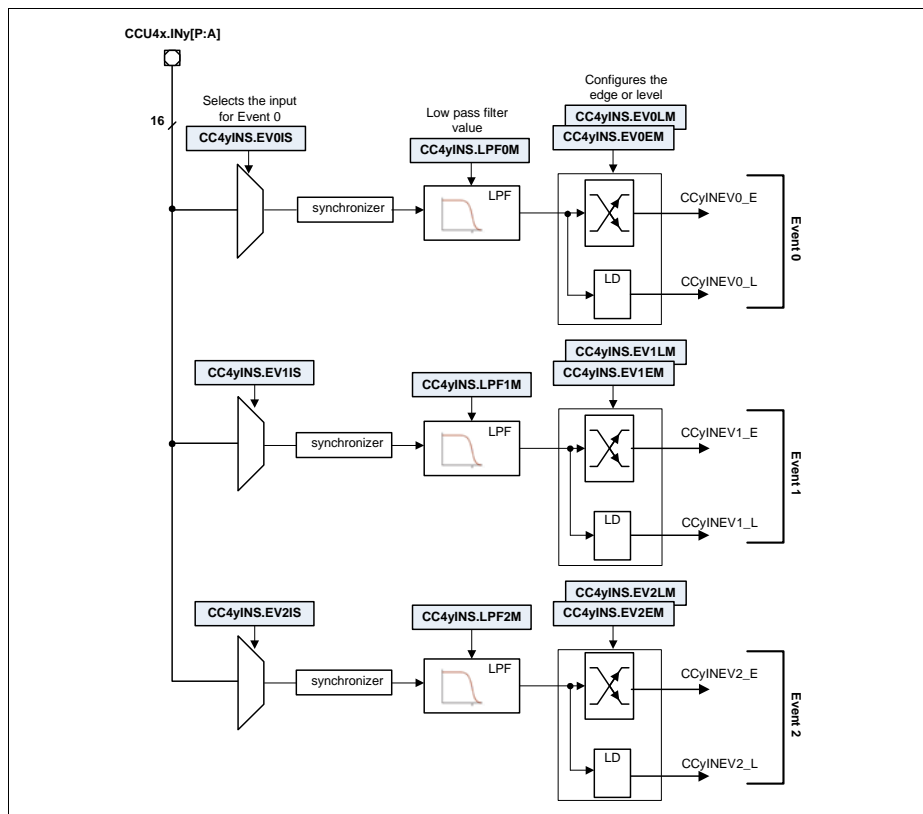 CCU4x.INy[P:A]
16
Selects the input
for Event 0
CC4yINS.EV0IS
synchronizer
Low pass filter
value
CC4yINS.LPF0M
LPF
Configures the
edge or level
CC4yINS.EV0LM
CC4yINS.EV0EM
LD
CCyINEV0_E
CCyINEV0_L
Event 0
CC4yINS.EV1IS
synchronizer
CC4yINS.LPF1M
LPF
CC4yINS.EV1LM
CC4yINS.EV1EM
LD
CCyINEV1_E
CCyINEV1_L
Event 1
CC4yINS.EV2IS
synchronizer
CC4yINS.LPF2M
LPF
CC4yINS.EV2LM
CC4yINS.EV2EM
LD
CCyINEV2_E
CCyINEV2_L
Event 2